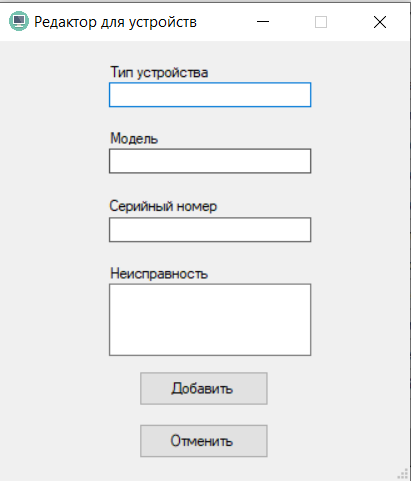 Редактор для устройств
Тип устройства
Модель
Серийный номер
Неисправность
Добавить
Отменить